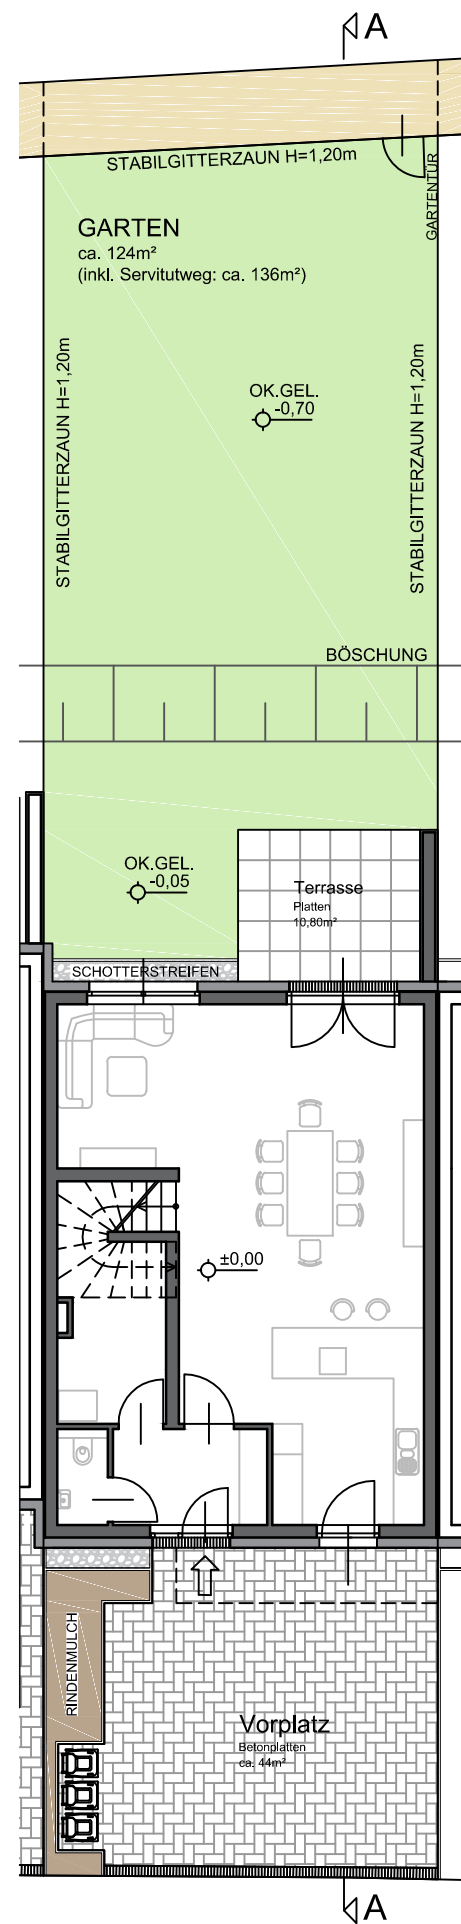 A
STABILGITTERZAUN H=1,20m
GARTENTÜR
GARTEN
ca. 124m²
(inkl. Servitutweg: ca. 136m²)
STABILGITTERZAUN H=1,20m
STABILGITTERZAUN H=1,20m
OK.GEL.
-0,70
BÖSCHUNG
OK.GEL.
-0,05
Terrasse
Platten
10,80m²
SCHOTTERSTREIFEN
±0,00
RINDENMULCH
Vorplatz
Betonplatten
ca. 44m²
A